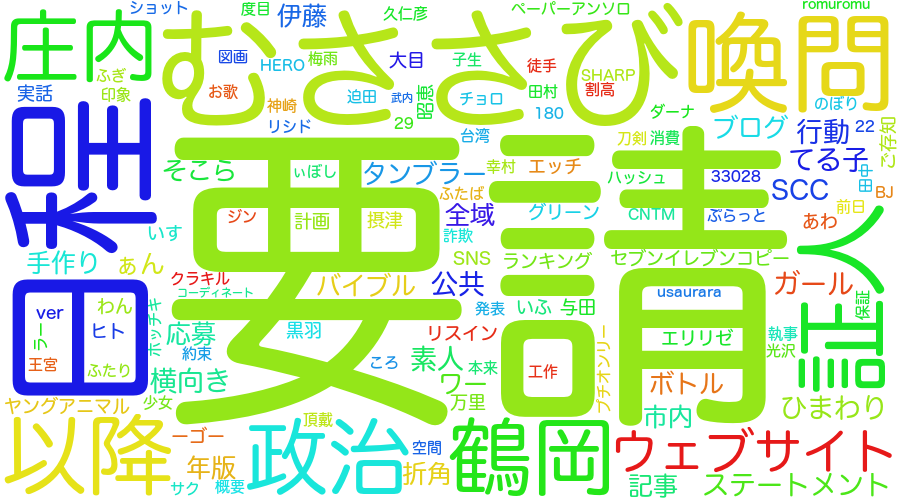 ショット
度目
伊藤
久仁彦
ペーパーアンソロ
romuromu
庄内
むささび
喚問
ふぎ
印象
実話
図画
HERO
梅雨
大目
子生
徒手
SHARP
割高
のぼり
お歌
神崎
リシド
迫田
武内
昭應
29
チョロ
田村
180
ダーナ
ブログ
行動
22
ご存知
日程
要請
台湾
刀剣
消費
てる子
そこら
いぼし
タンブラー
幸村
エッチ
ハッシュ
33028
SCC
田中
BJ
ふたば
ジン
計画
摂津
全域
グリーン
CNTM
ぷらっと
あわ
前日
いす
詐欺
手作り
ぁん
SNS
ランキング
セブンイレブンコピー
証人
クラキル
コーディネート
バイブル
公共
usaurara
ガール
ver
わん
ホッチキ
発表
いふ
与田
保証
ラー
ヒト
応募
黒羽
リスイン
エリリゼ
執事
光沢
王宮
ふたり
約束
ころ
素人
本来
工作
プチオンリー
ボトル
横向き
ワー
ヤングアニマル
少女
万里
市内
ひまわり
以降
頂戴
政治
鶴岡
ウェブサイト
ーゴー
年版
空間
折角
サク
概要
記事
ステートメント